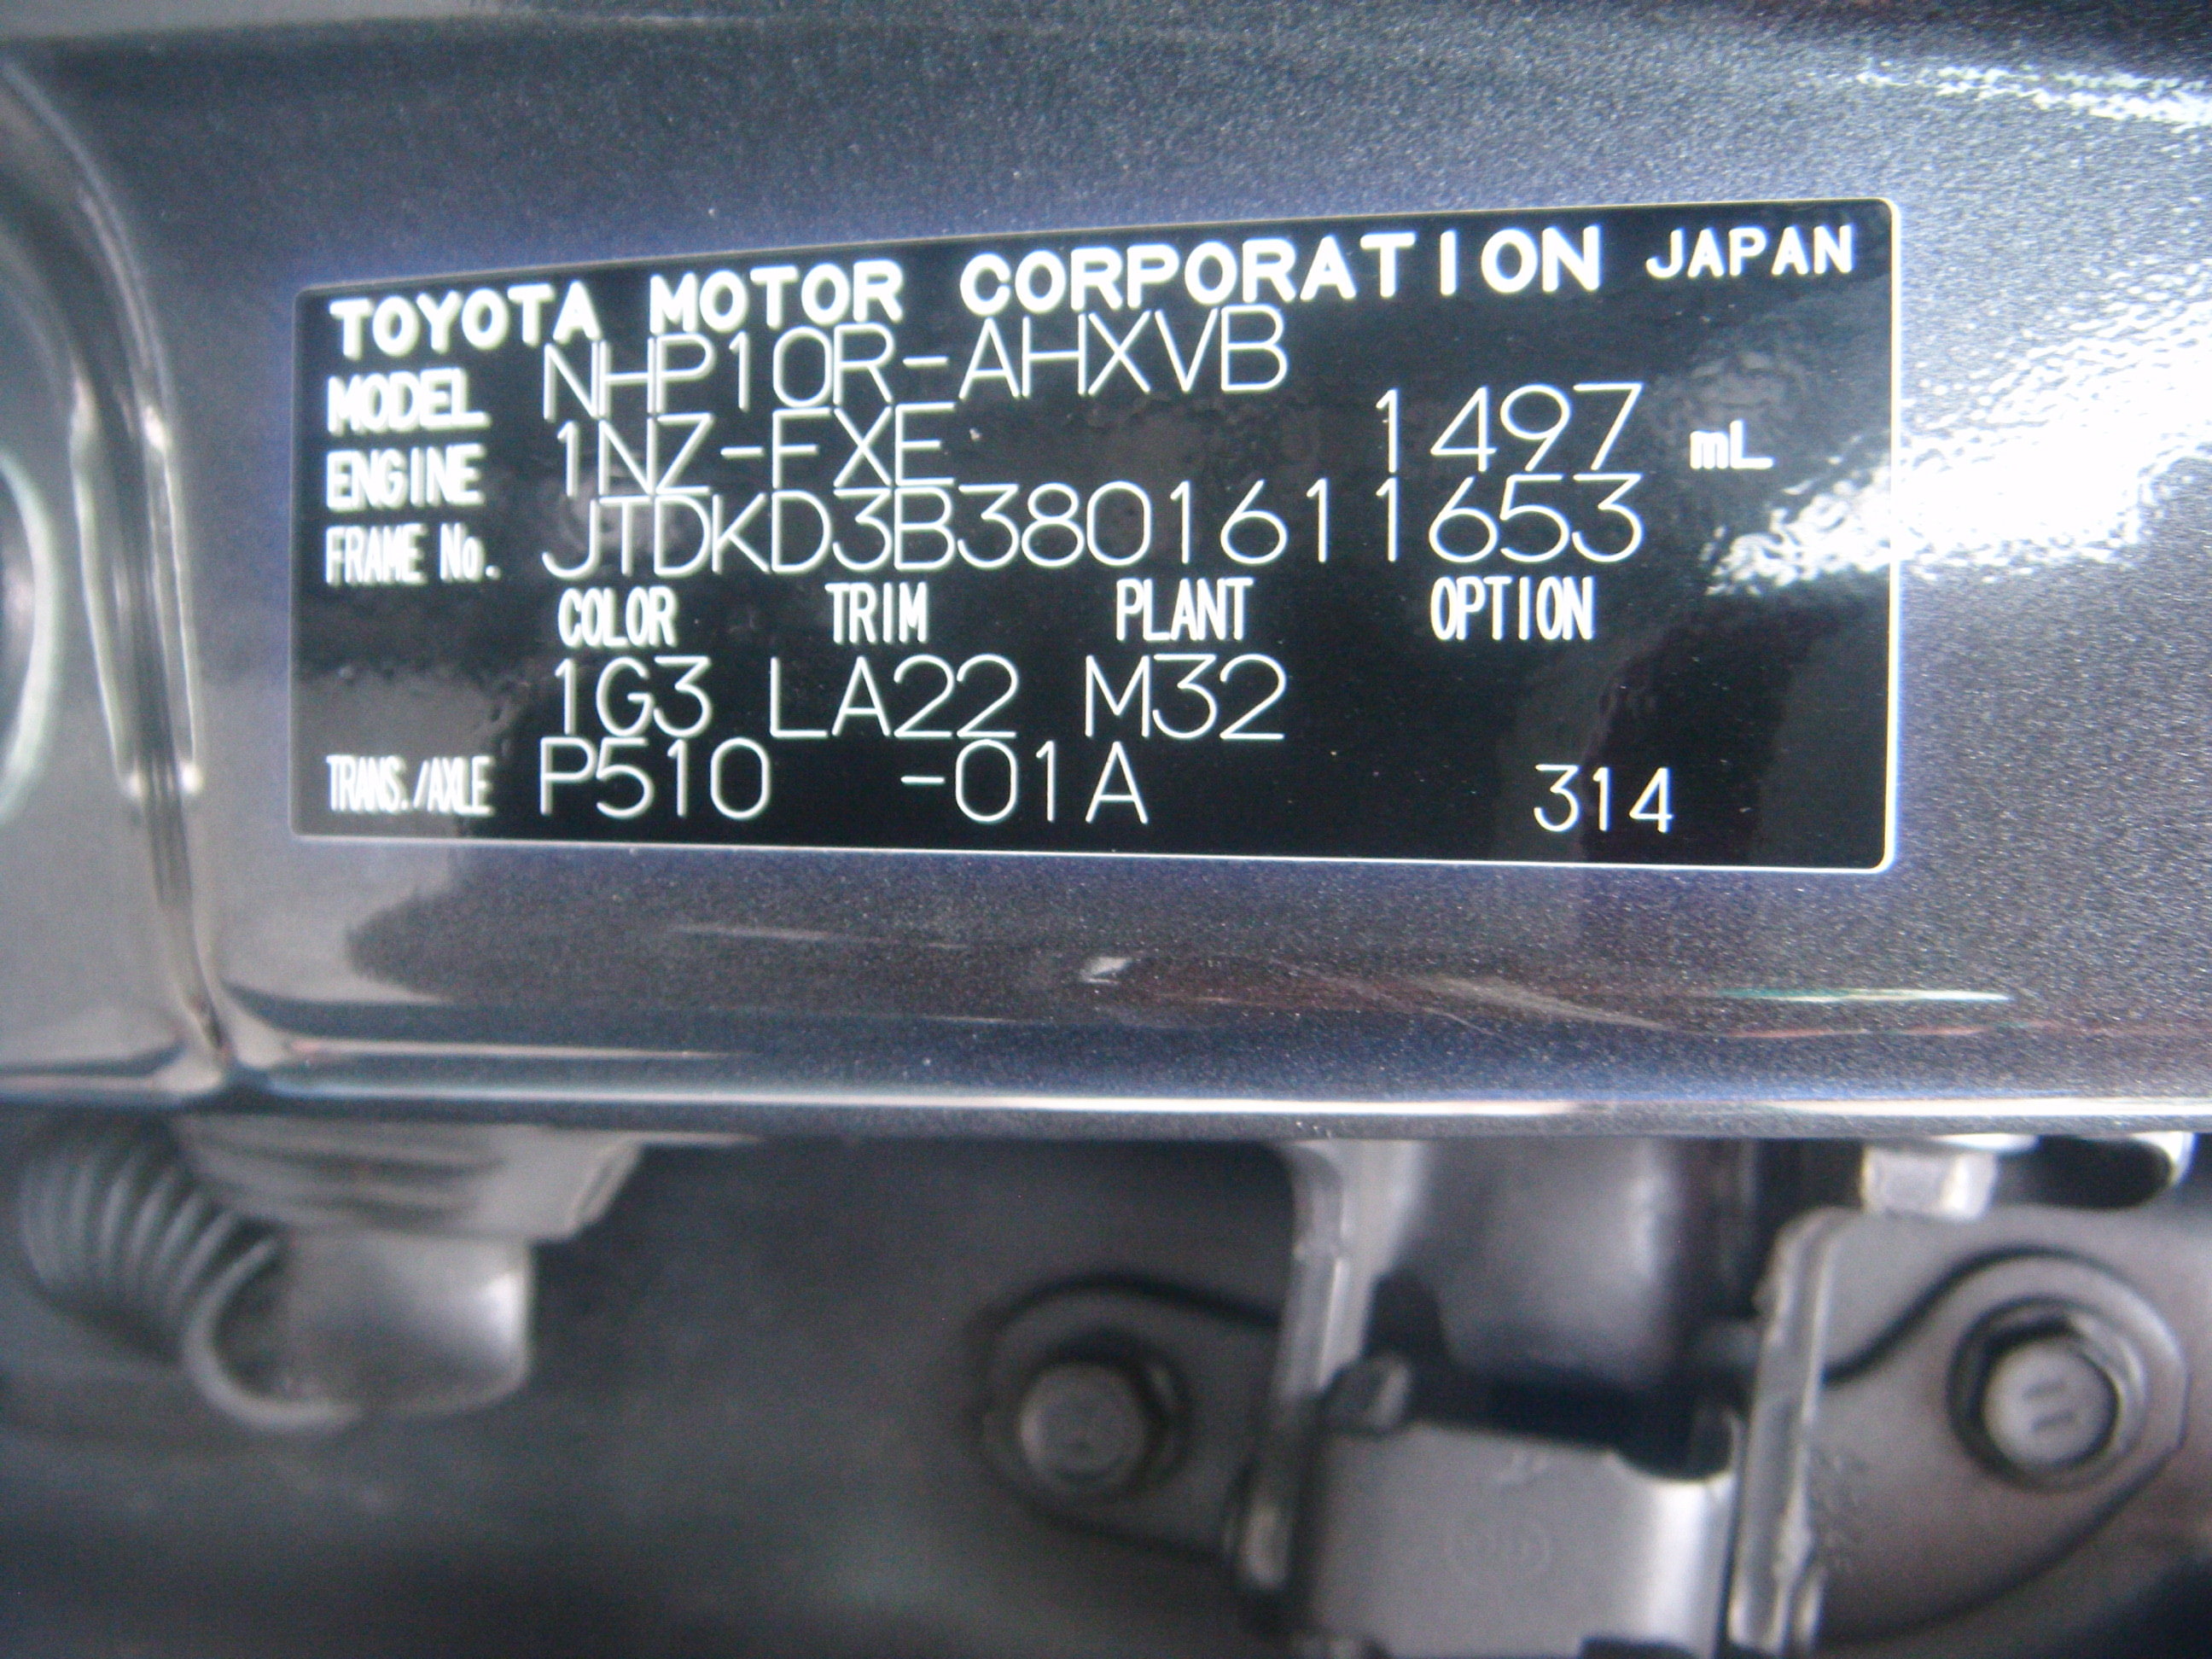 TOYOTA MOTOR CORPORATION JAPAN
MODEL NHP10R-AHXVB
ENGINE 1NZ-FXE 1497 mL
FRAME No. JTDKD3B3801611653
COLOR TRIM PLANT OPTION
1G3 LA22 M32
TRANS./AXLE P510 -01A 314